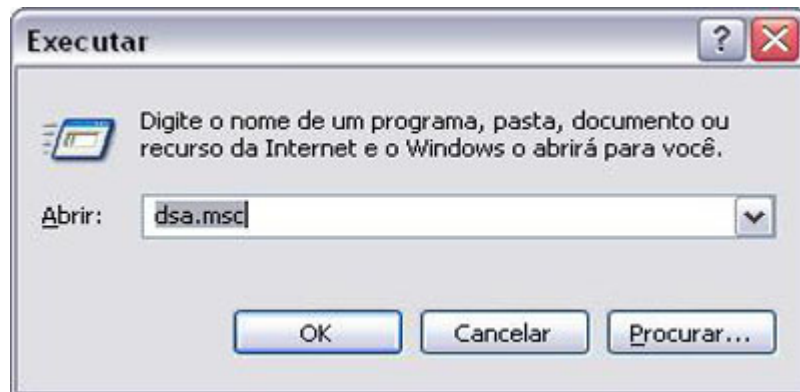 Executar
?
Digite o nome de um programa, pasta, documento ou
recurso da Internet e o Windows o abrirá para você.
Abrir: dsa.msc
OK Cancelar Procurar...